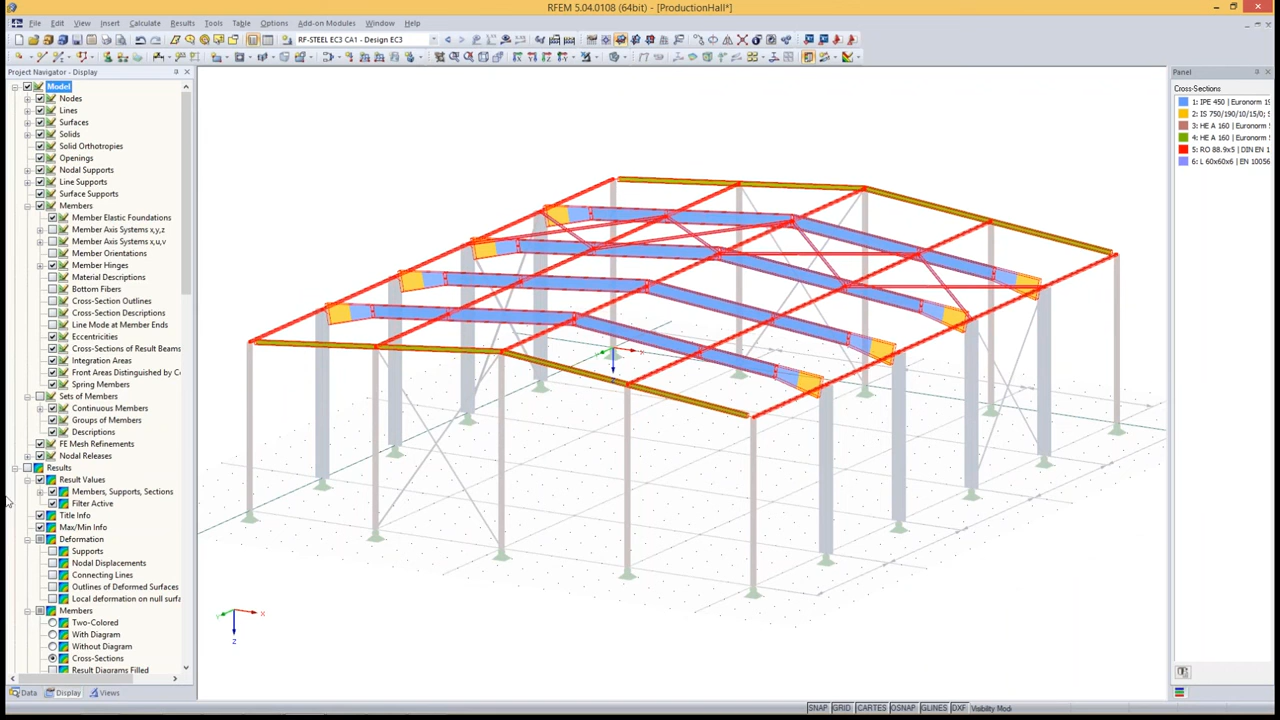 RFEM 5.04.0108 (64bit) - [ProductionHall*]
File Edit View Insert Calculate Results Tools Table Options Add-on Modules Window Help
RF-STEEL EC3 CA1 - Design EC3
Project Navigator - Display
Model
Nodes
Lines
Surfaces
Solids
Solid Orthotropies
Openings
Nodal Supports
Line Supports
Surface Supports
Members
Member Elastic Foundations
Member Axis Systems x,y,z
Member Axis Systems x,u,v
Member Orientations
Member Hinges
Material Descriptions
Bottom Fibers
Cross-Section Outlines
Cross-Section Descriptions
Line Mode at Member Ends
Eccentricities
Cross-Sections of Result Beams
Integration Areas
Front Areas Distinguished by C
Spring Members
Sets of Members
Continuous Members
Groups of Members
Descriptions
FE Mesh Refinements
Nodal Releases
Results
Result Values
Members, Supports, Sections
Filter Active
Title Info
Max/Min Info
Deformation
Supports
Nodal Displacements
Connecting Lines
Outlines of Deformed Surfaces
Local deformation on null surfa
Members
Two-Colored
With Diagram
Without Diagram
Cross-Sections
Result Diagrams Filled
Data Display Views
X
Y
Z
Panel
Cross-Sections
1: IPE 450 | Euronorm 19
2: IS 750/190/10/15/0; S
3: HE A 160 | Euronorm 5
4: HE A 160 | Euronorm 5
5: RO 88.9x5 | DIN EN 1
6: L 60x60x6 | EN 10056
SNAP GRID CARTES OSNAP GLINES DXF Visibility Mode